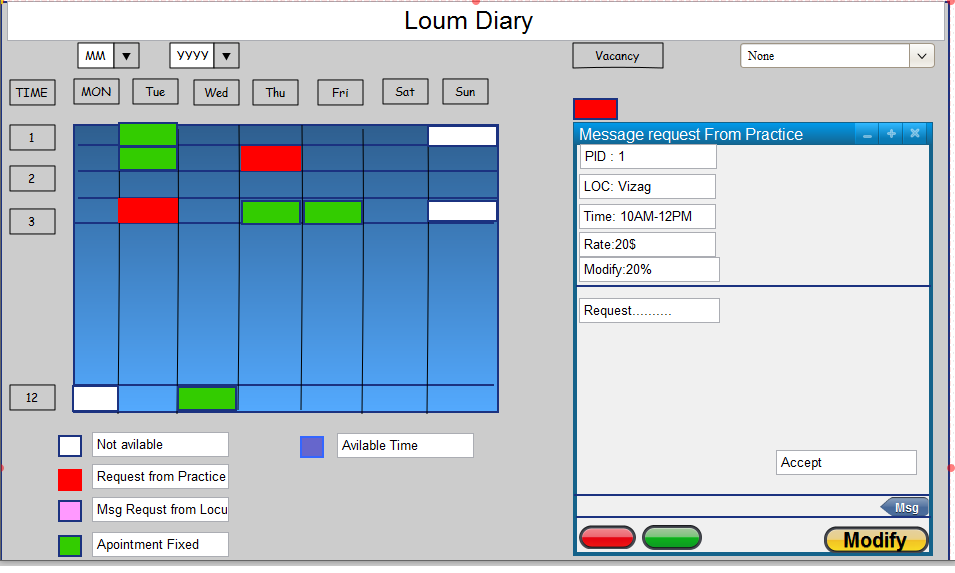 Loum Diary
MM
YYYY
Vacancy
None
TIME
MON
Tue
Wed
Thu
Fri
Sat
Sun
1
2
3
12
Message request From Practice
PID : 1
LOC: Vizag
Time: 10AM-12PM
Rate:20$
Modify:20%
Request..........
Accept
Msg
Modify
Not avilable
Request from Practice
Msg Requst from Locu
Apointment Fixed
Avilable Time